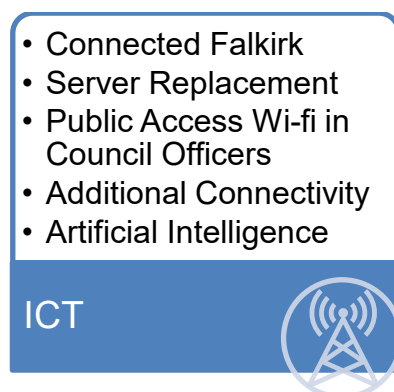 • Connected Falkirk
• Server Replacement
• Public Access Wi-fi in
Council Officers
• Additional Connectivity
• Artificial Intelligence
ICT